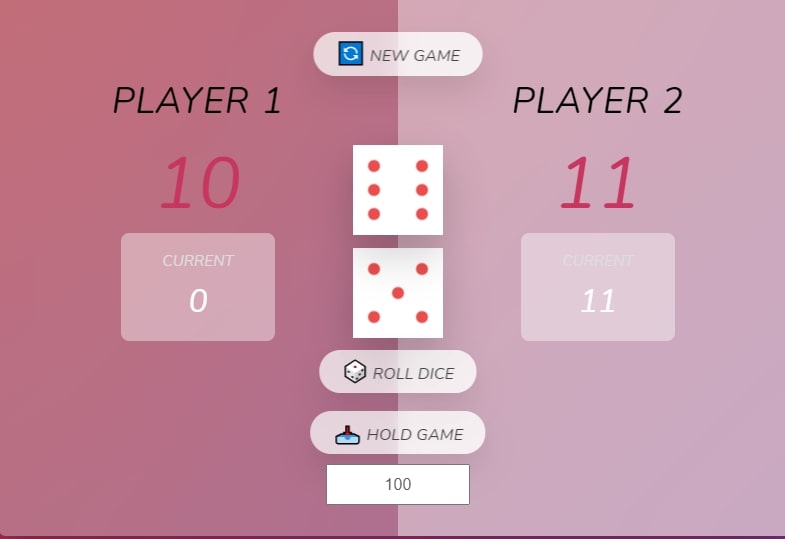 NEW GAME
PLAYER 1
PLAYER 2
10
11
CURRENT
0
CURRENT
11
ROLL DICE
HOLD GAME
100